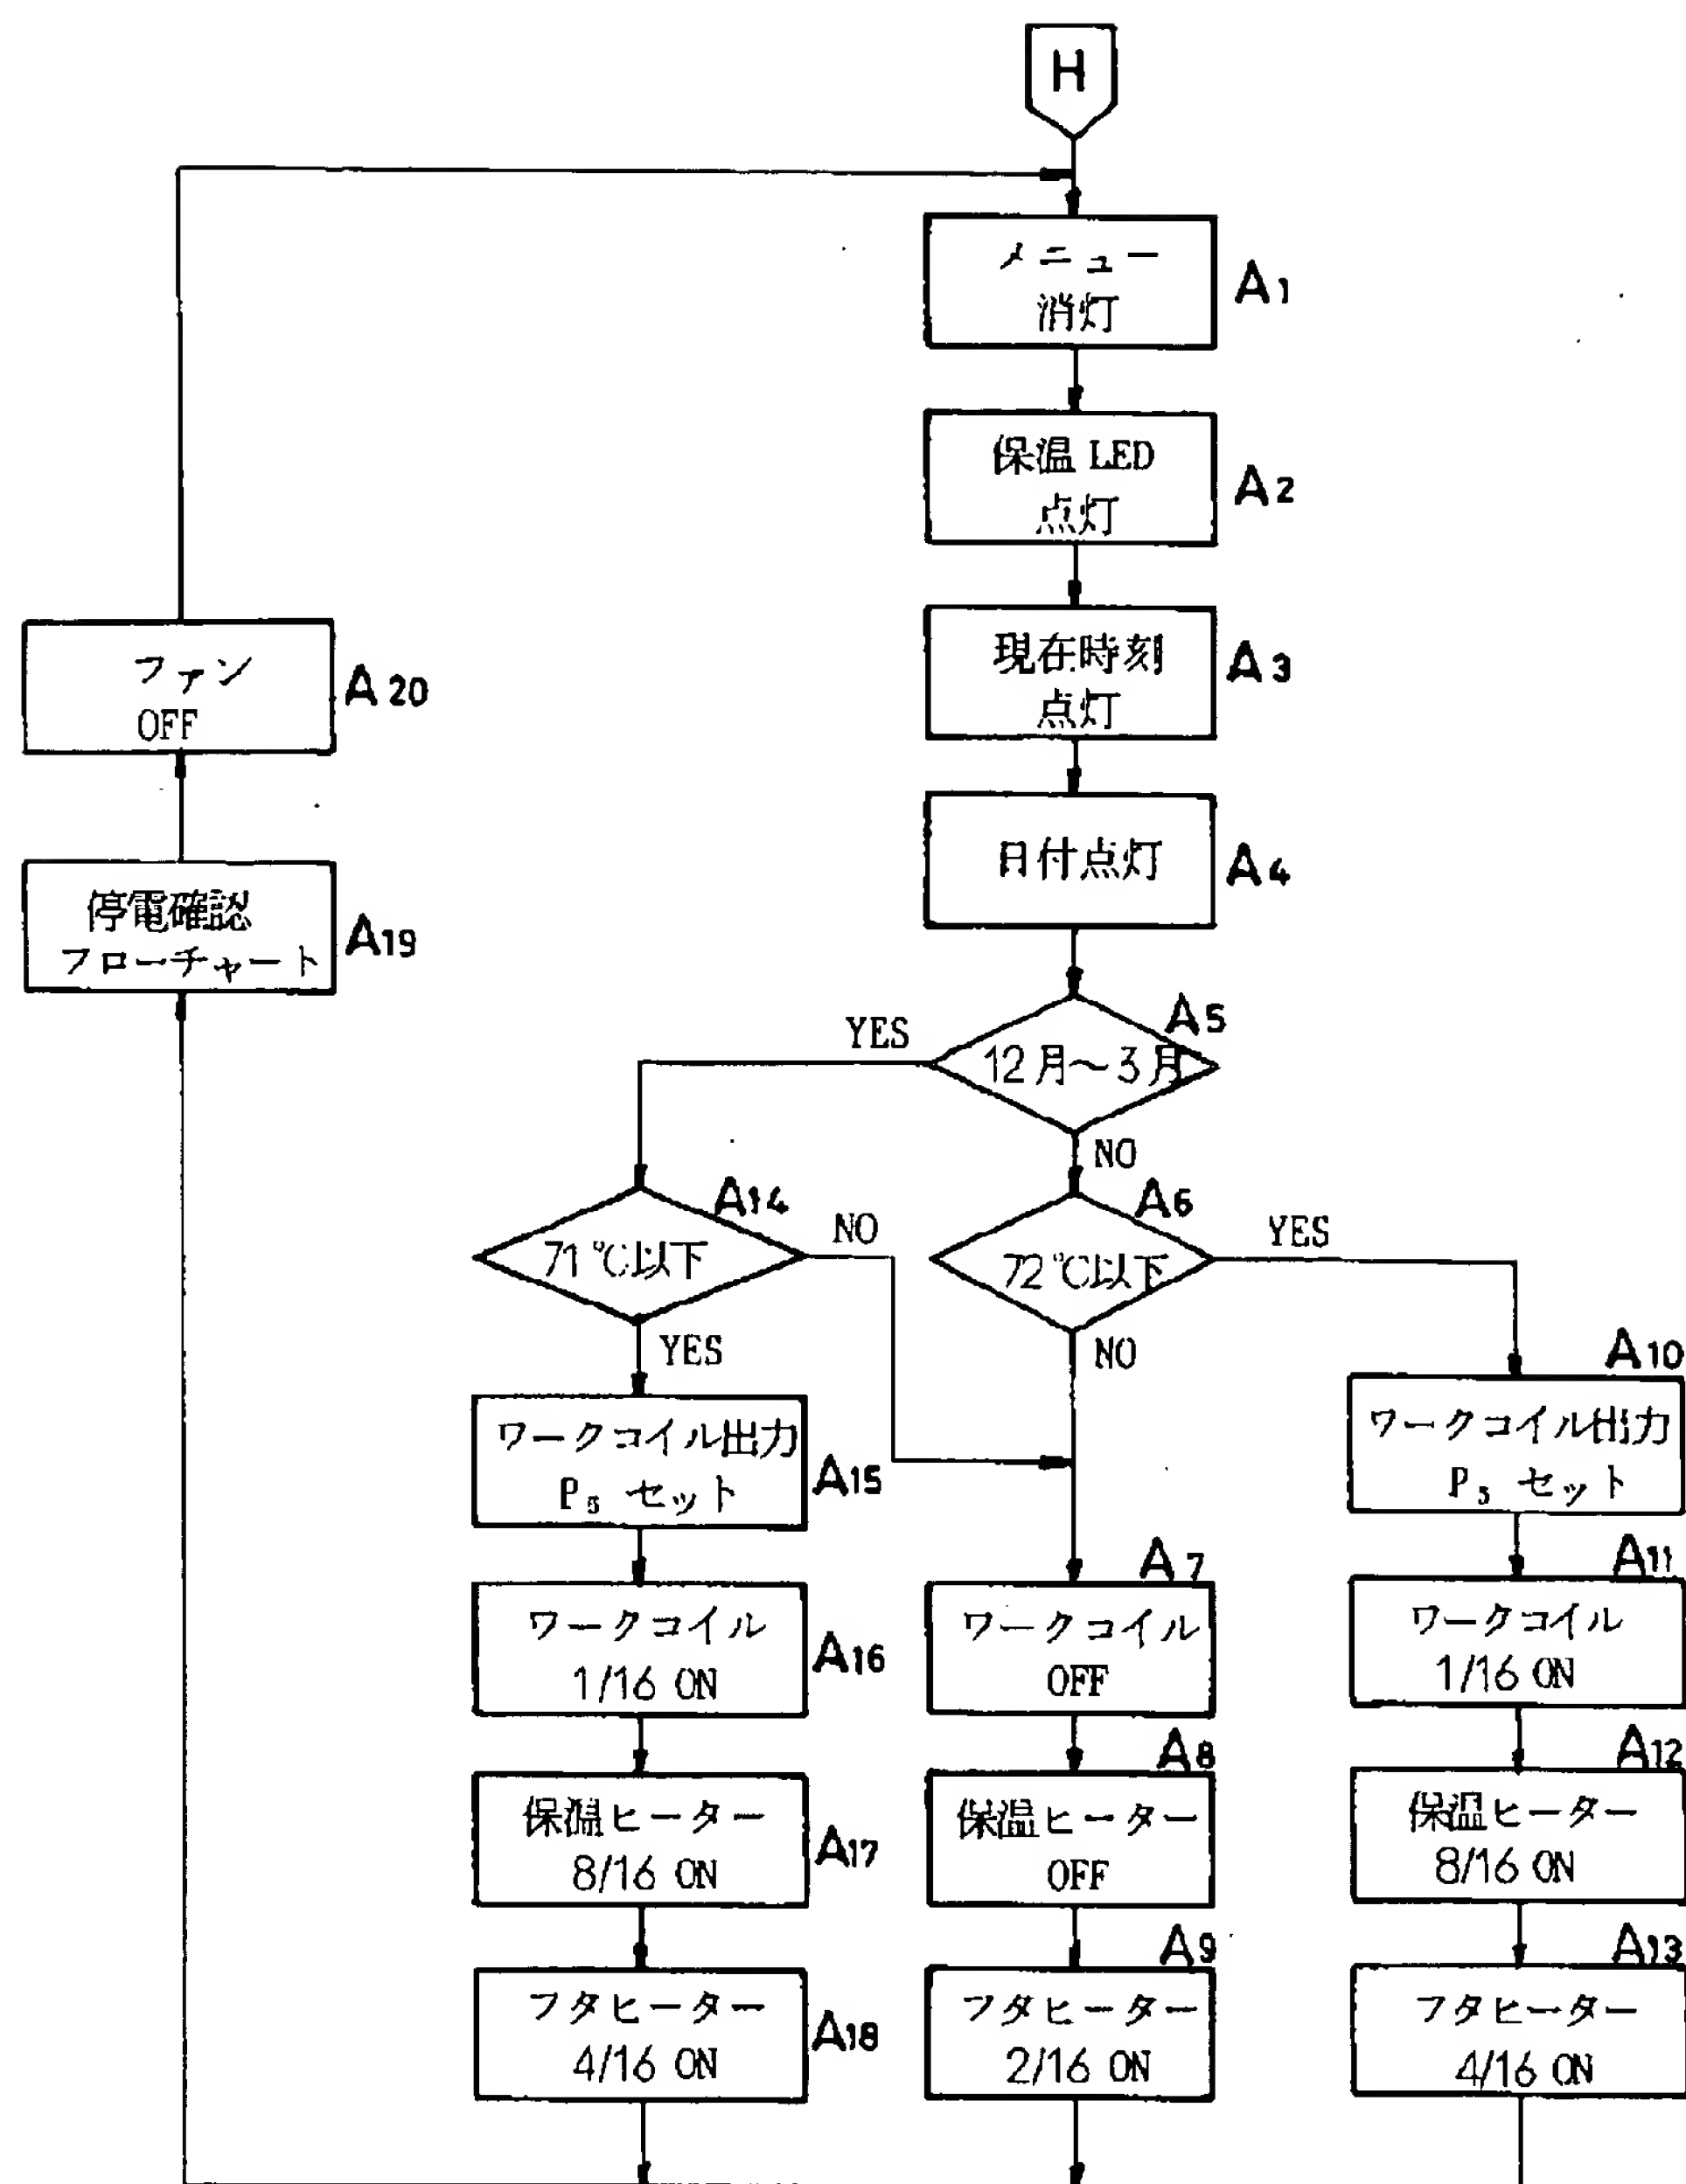 H
メニュー
消灯
A1
保温 LED
点灯
A2
現在時刻
点灯
A3
日付点灯
A4
ファン
OFF
A20
停電確認
フローチャート
A19
A5
YES
12月〜3月
NO
A14
71℃以下
NO
YES
A6
72℃以下
YES
NO
ワークコイル出力
P₅ セット
A15
ワークコイル
1/16 ON
A16
保温ヒーター
8/16 ON
A17
フタヒーター
4/16 ON
A18
A7
ワークコイル
OFF
A8
保温ヒーター
OFF
A9
フタヒーター
2/16 ON
A10
ワークコイル出力
P₅ セット
A11
ワークコイル
1/16 ON
A12
保温ヒーター
8/16 ON
A13
フタヒーター
4/16 ON